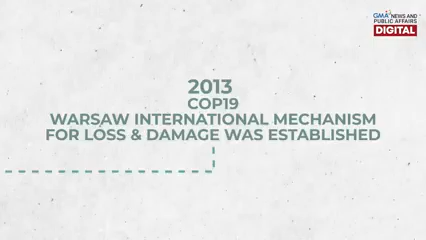 GMA NEWS AND
PUBLIC AFFAIRS
DIGITAL
2013
COP19
WARSAW INTERNATIONAL MECHANISM
FOR LOSS & DAMAGE WAS ESTABLISHED